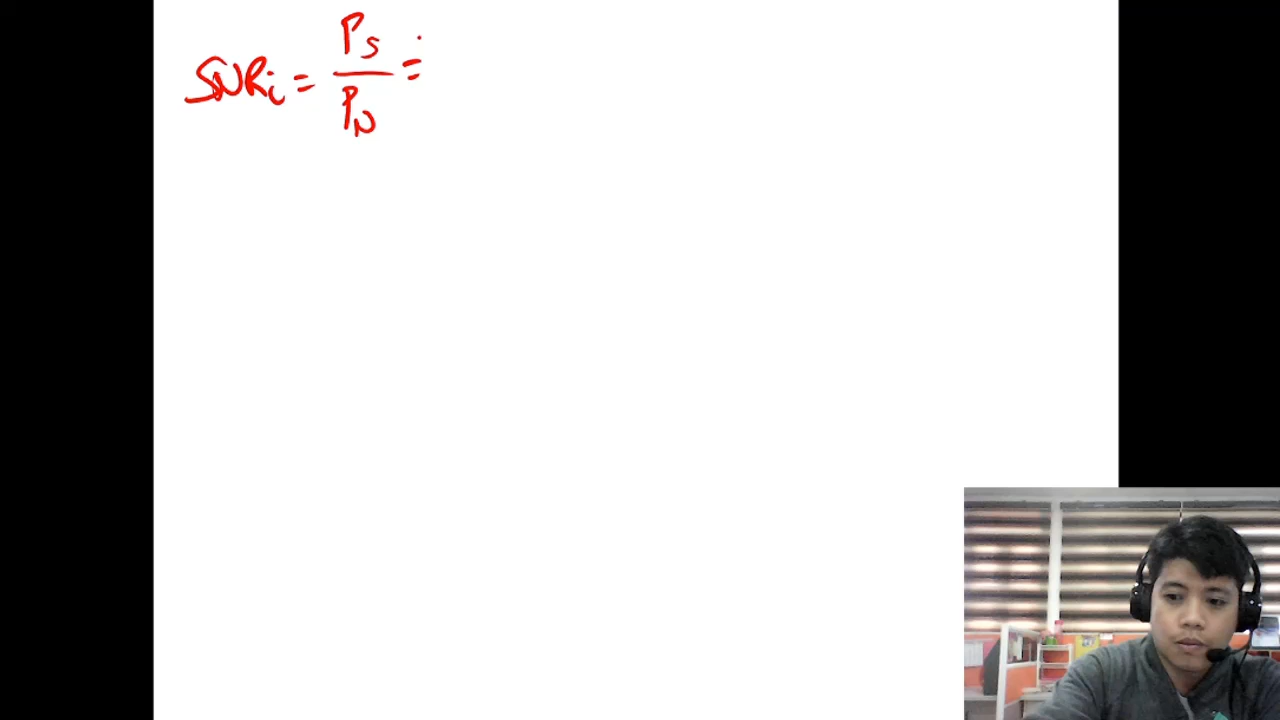 SNRi = PS/PN =